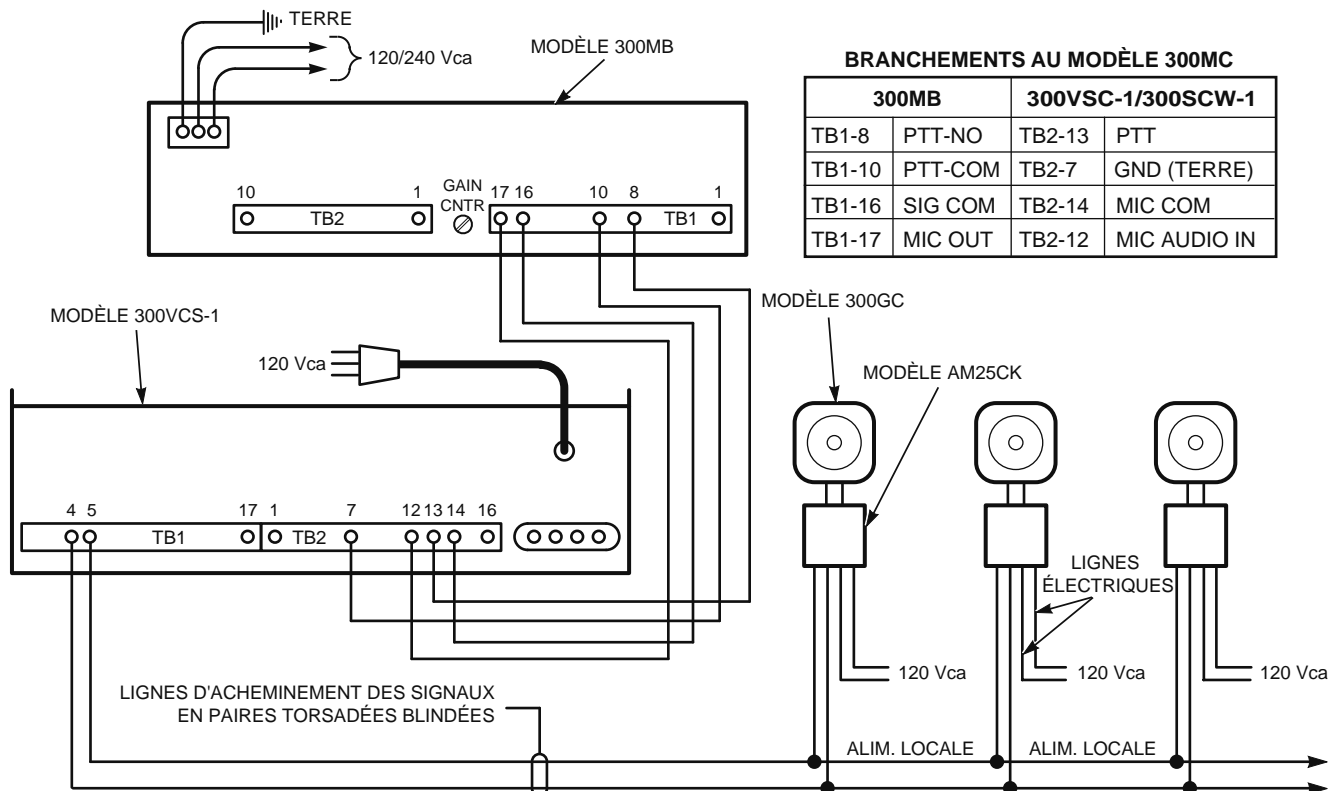 TERRE
120/240 Vca
MODÈLE 300MB
BRANCHEMENTS AU MODÈLE 300MC
300MB 300VSC-1/300SCW-1
TB1-8 PTT-NO TB2-13 PTT
TB1-10 PTT-COM TB2-7 GND (TERRE)
TB1-16 SIG COM TB2-14 MIC COM
TB1-17 MIC OUT TB2-12 MIC AUDIO IN
10 1 GAIN CNTR 17 16 10 8 1
TB2 TB1
MODÈLE 300GC
MODÈLE 300VCS-1
120 Vca
MODÈLE AM25CK
4 5 17 1 7 12 13 14 16
TB1 TB2
LIGNES
ÉLECTRIQUES
120 Vca 120 Vca 120 Vca
LIGNES D'ACHEMINEMENT DES SIGNAUX
EN PAIRES TORSADÉES BLINDÉES
ALIM. LOCALE ALIM. LOCALE